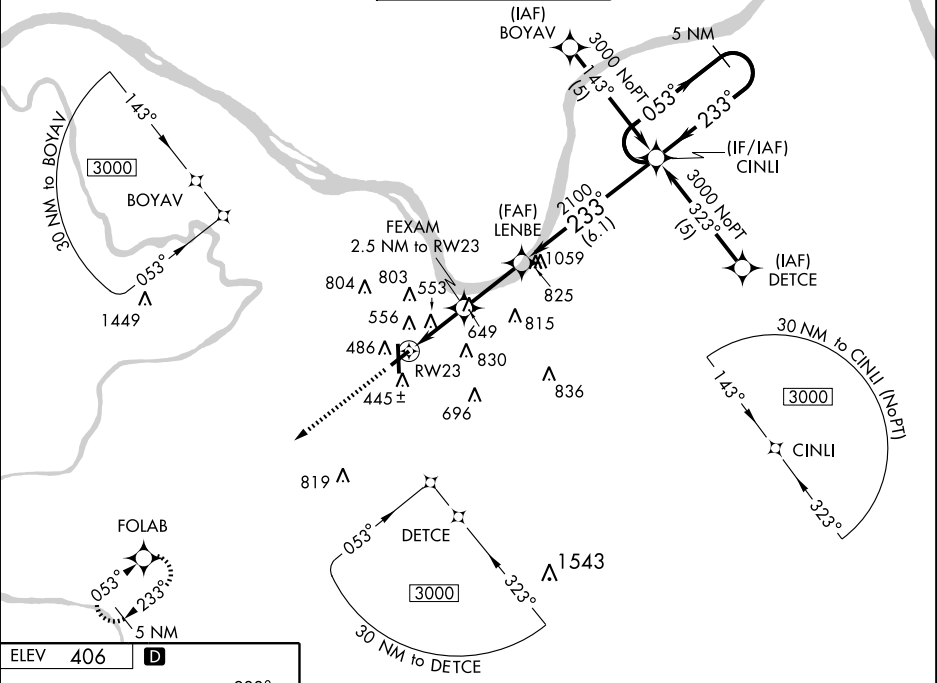 (IAF)
BOYAV
5 NM
3000 NoPT
143°
(5)
053°
233°
(IF/IAF)
CINLI
3000 NoPT
323°
(5)
(IAF)
DETCE
30 NM to BOYAV
143°
3000
BOYAV
053°
1449
2100
233°
(6.1)
(FAF)
LENBE
FEXAM
2.5 NM to RW23
1059
825
804
803
553
649
815
556
486
830
RW23
445±
696
836
30 NM to CINLI (NoPT)
143°
3000
CINLI
323°
819
053°
DETCE
323°
3000
1543
30 NM to DETCE
FOLAB
053°
233°
5 NM
ELEV 406 D